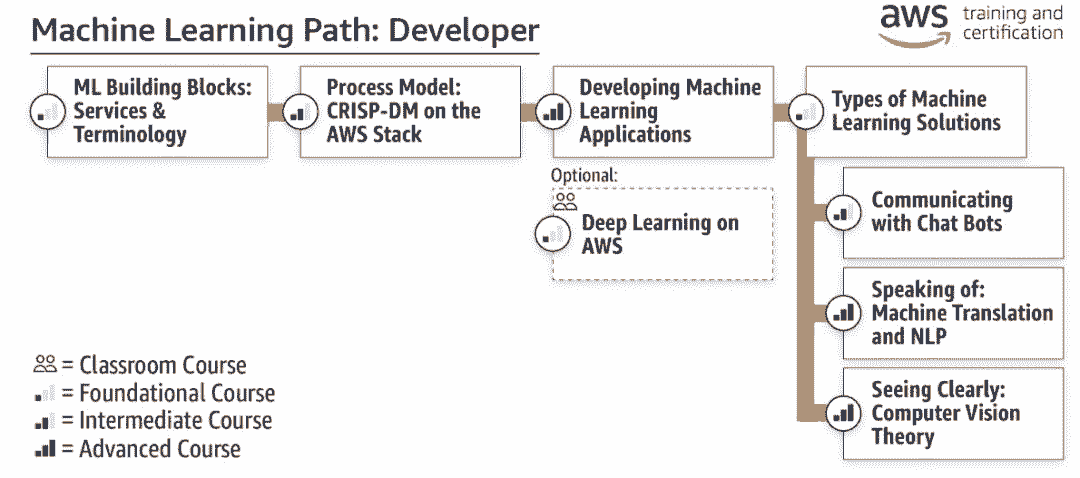 Machine Learning Path: Developer
aws training and
certification
ML Building Blocks:
Services &
Terminology
Process Model:
CRISP-DM on the
AWS Stack
Developing Machine
Learning
Applications
Types of Machine
Learning Solutions
Optional:
Deep Learning on
AWS
Communicating
with Chat Bots
Speaking of:
Machine Translation
and NLP
Seeing Clearly:
Computer Vision
Theory
= Classroom Course
= Foundational Course
= Intermediate Course
= Advanced Course